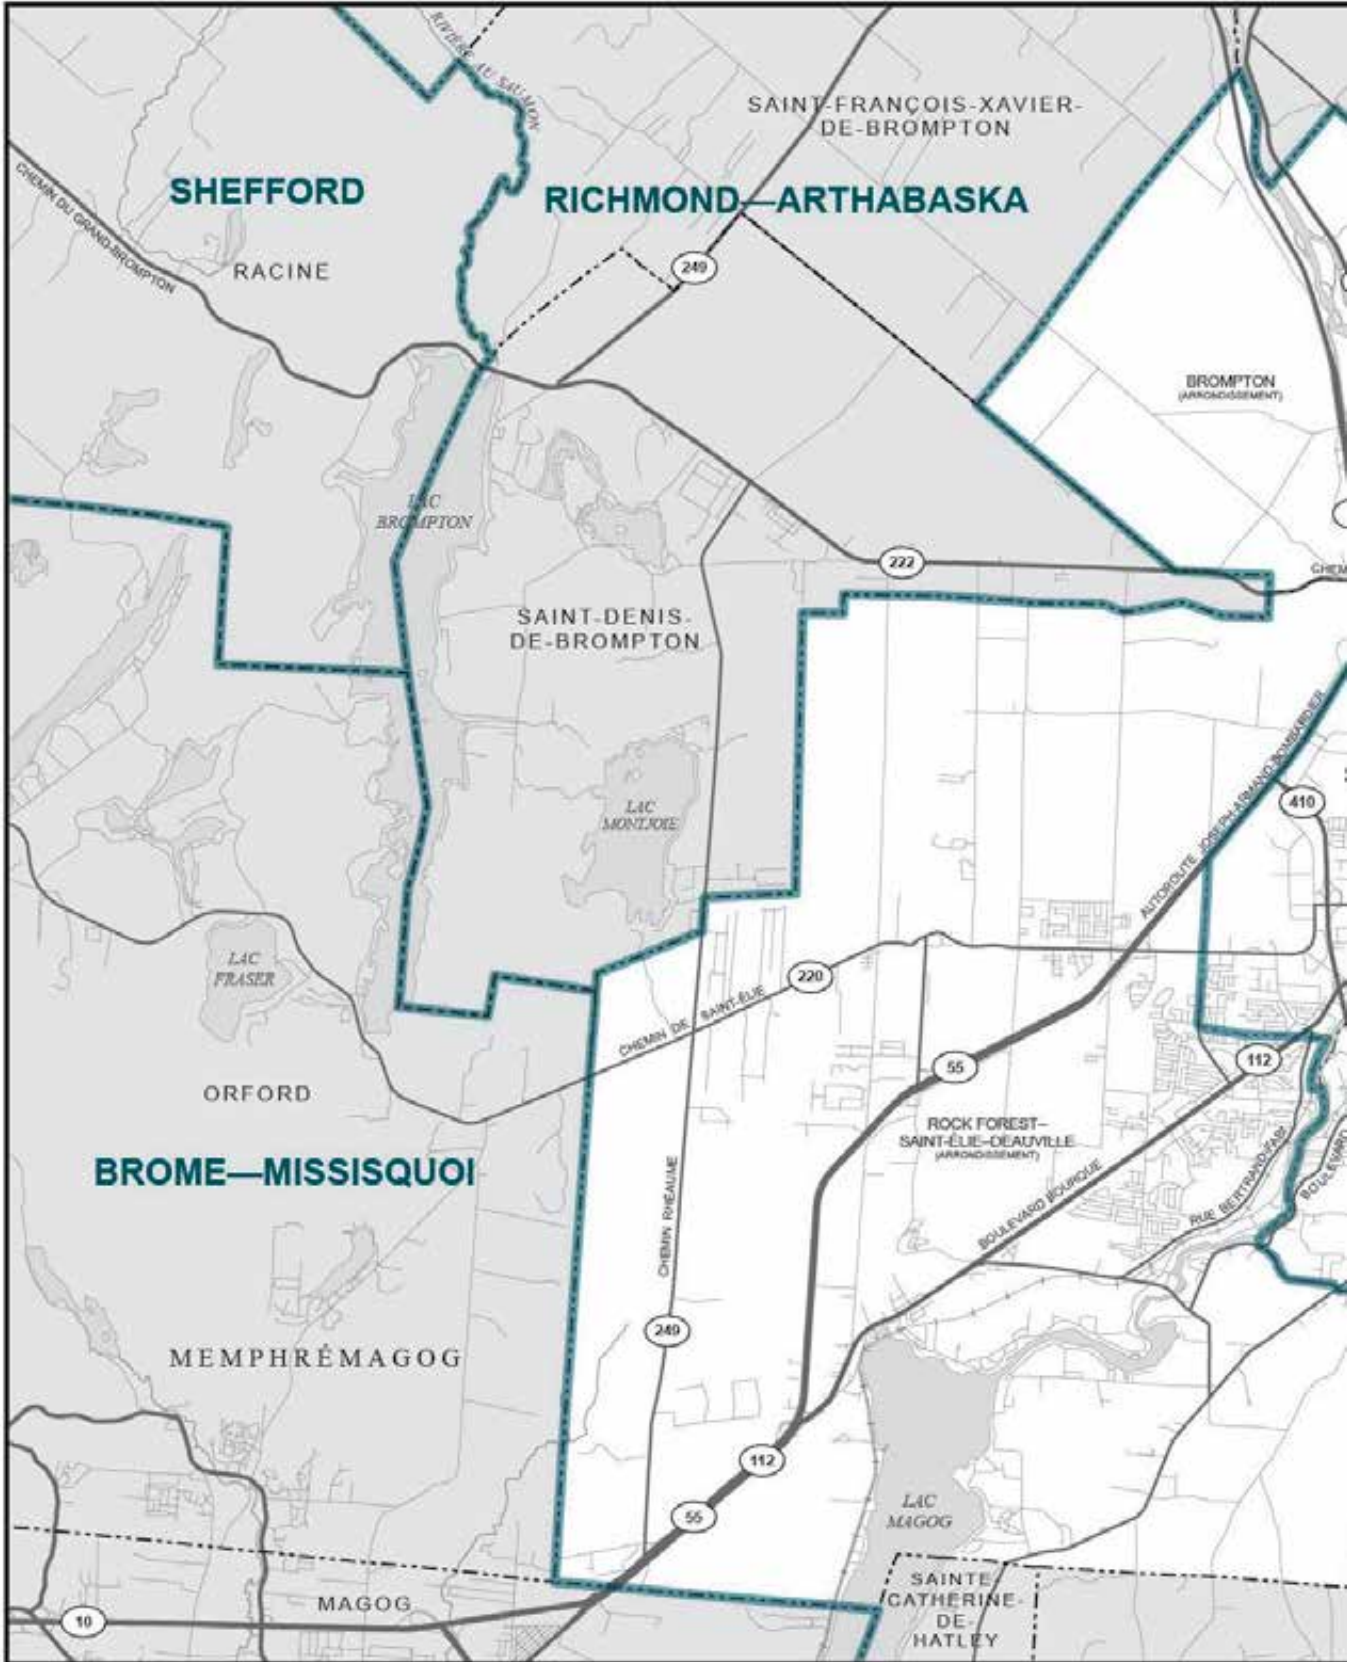 RIVIÈRE AU SAUMON
SAINT-FRANÇOIS-XAVIER-
DE-BROMPTON
SHEFFORD
RICHMOND—ARTHABASKA
CHEMIN DU GRAND-BROMPTON
RACINE
249
BROMPTON
(ARRONDISSEMENT)
LAC
BROMPTON
222
SAINT-DENIS-
DE-BROMPTON
AUTOROUTE JOSEPH-ARMAND-BOMBARDIER
410
LAC
MONTJOIE
LAC
FRASER
220
CHEMIN DE SAINT-ÉLIE
55
112
ORFORD
ROCK FOREST–
SAINT-ÉLIE–DEAUVILLE
(ARRONDISSEMENT)
BROME—MISSISQUOI
CHEMIN RHÉAUME
BOULEVARD BOURQUE
RUE BERTRAND-FABI
BOULEVARD
249
MEMPHRÉMAGOG
112
55
LAC
MAGOG
MAGOG
10
SAINTE-
CATHERINE-
DE-
HATLEY